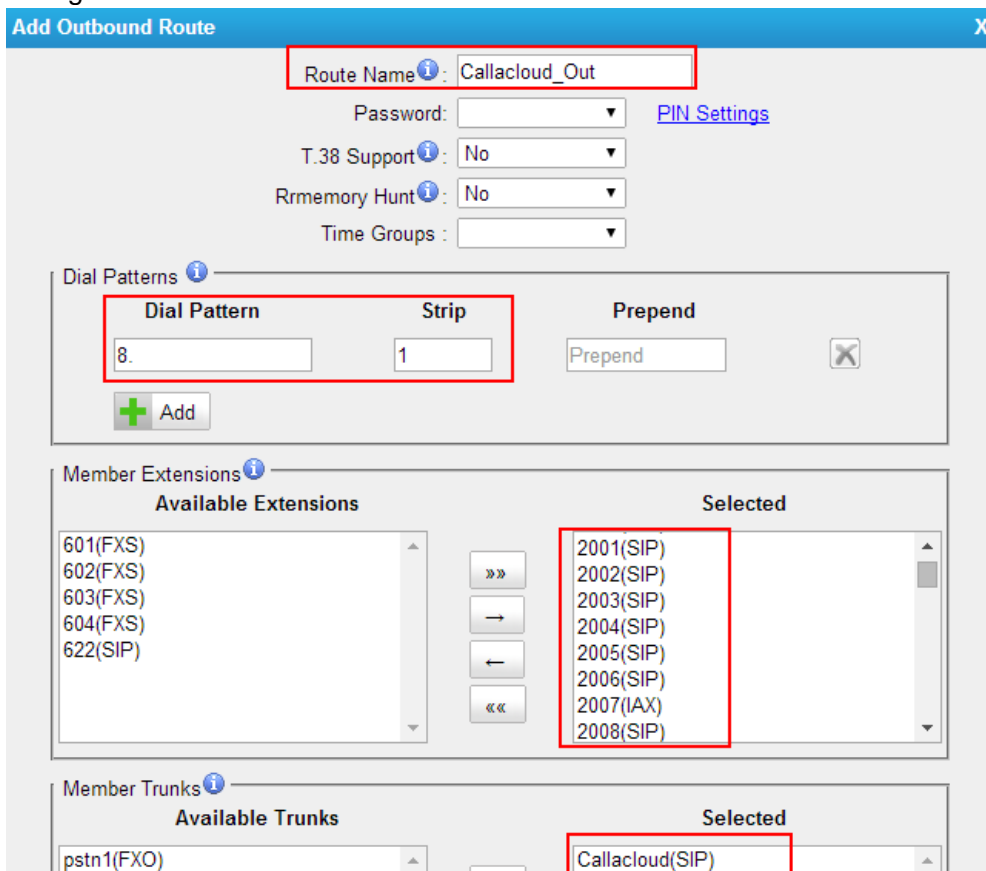 Add Outbound Route X
Route Name : Callacloud_Out
Password: PIN Settings
T.38 Support : No
Rrmemory Hunt : No
Time Groups :
Dial Patterns
Dial Pattern Strip Prepend
8. 1 Prepend
Add
Member Extensions
Available Extensions Selected
601(FXS) 2001(SIP)
602(FXS) 2002(SIP)
603(FXS) 2003(SIP)
604(FXS) 2004(SIP)
622(SIP) 2005(SIP)
2006(SIP)
2007(IAX)
2008(SIP)
Member Trunks
Available Trunks Selected
pstn1(FXO) Callacloud(SIP)